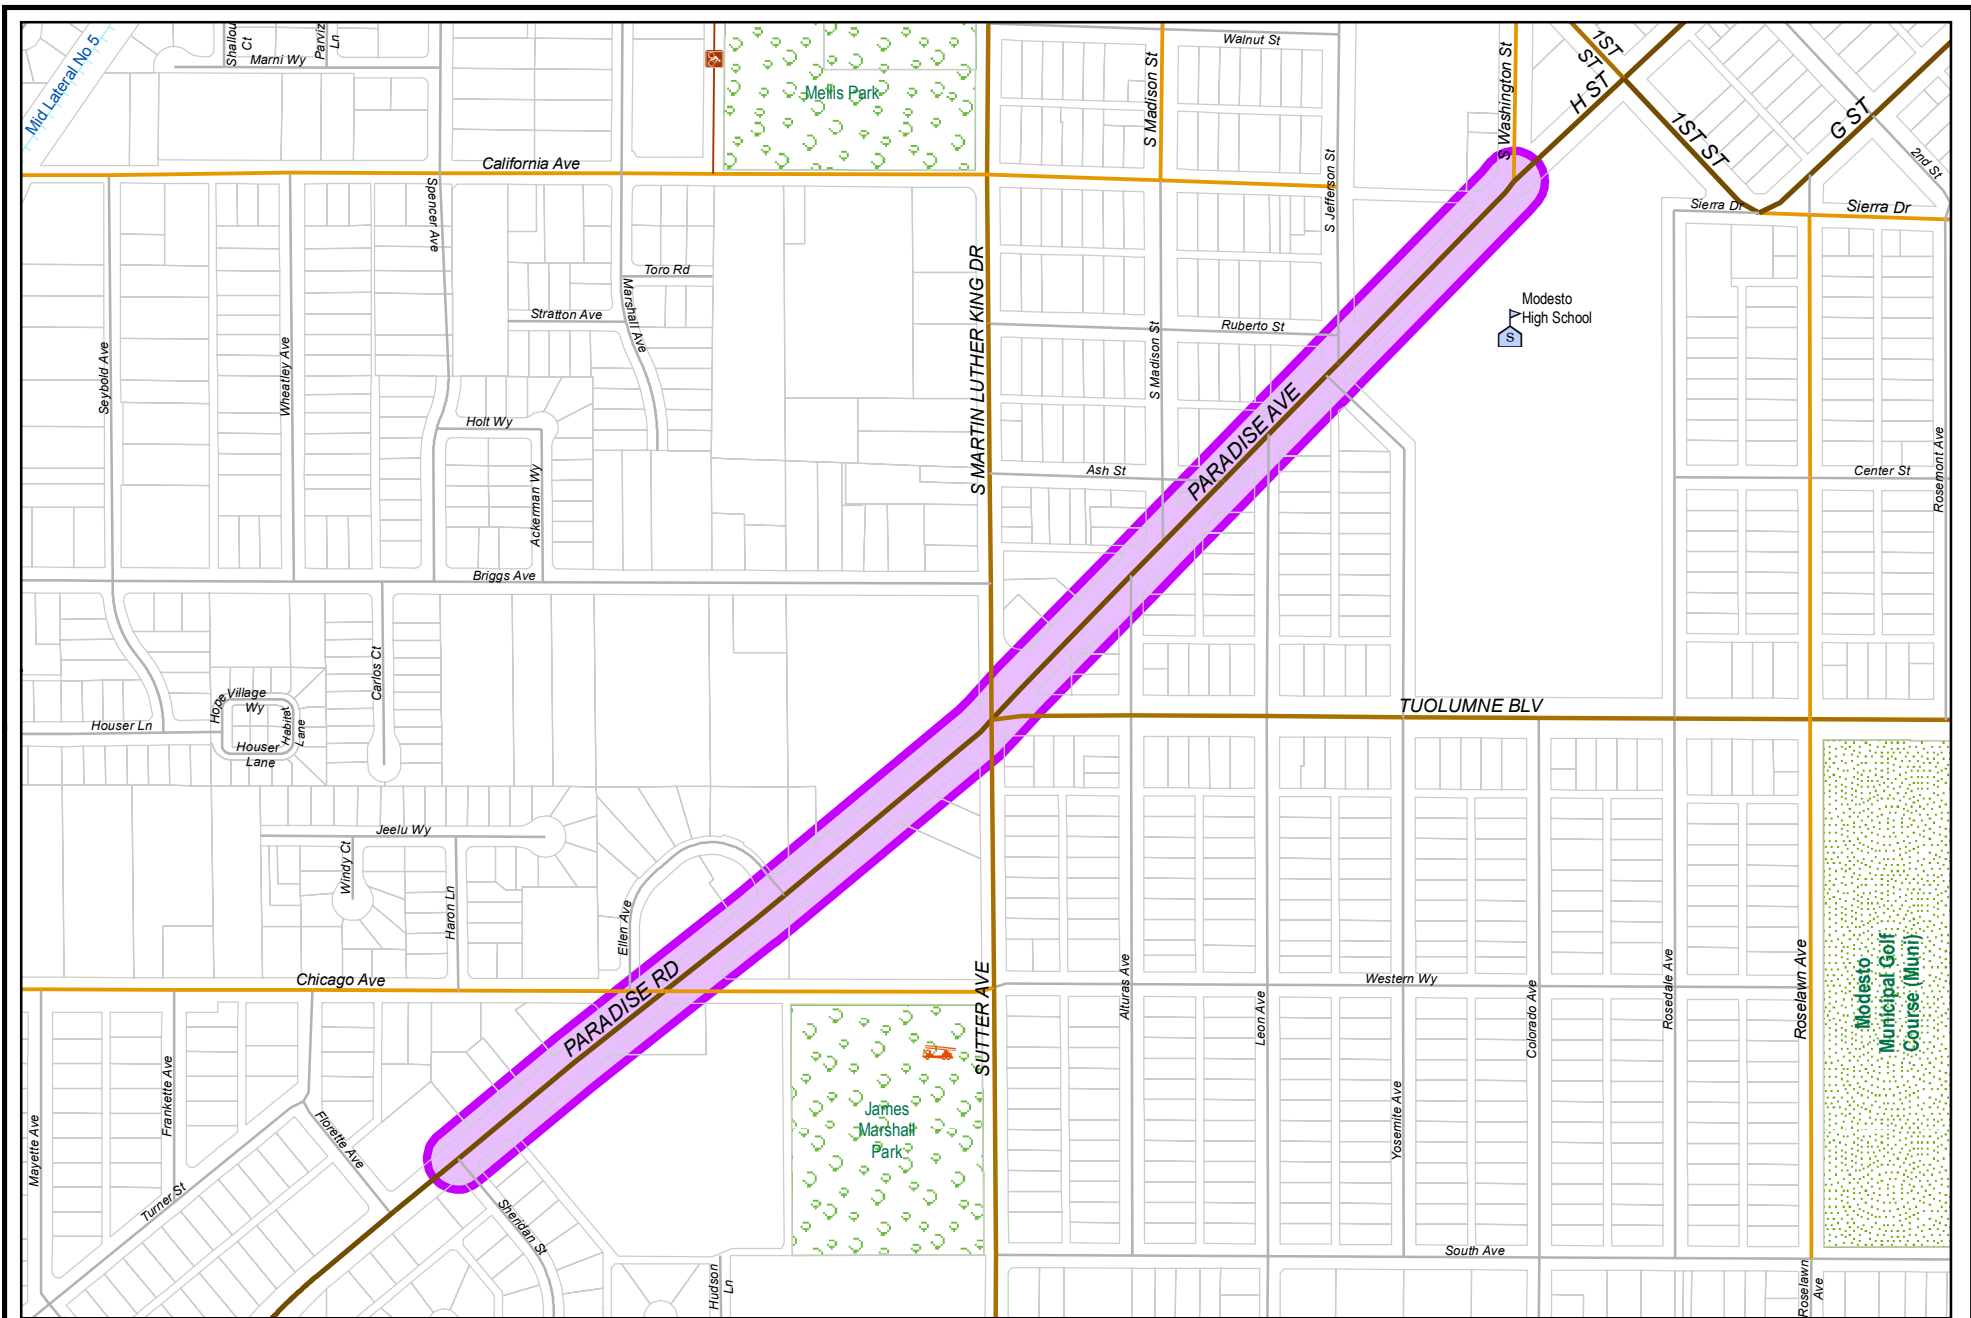 Mid Lateral No 5
Shallou
Ct
Parviz
Ln
Marni Wy
Mellis Park
Walnut St
S Madison St
S Washington St
1ST
ST
H ST
1ST ST
G ST
2nd St
California Ave
Spencer Ave
S Jefferson St
Sierra Dr
Sierra Dr
Toro Rd
Marshall Ave
Stratton Ave
S MARTIN LUTHER KING DR
Modesto
High School
S
Ruberto St
Seybold Ave
Wheatley Ave
S Madison St
PARADISE AVE
Holt Wy
Ackerman Wy
Ash St
Center St
Rosemont Ave
Briggs Ave
Carlos Ct
Hope
Village
Wy
Habitat
Lane
Houser Ln
Houser
Lane
TUOLUMNE BLV
Jeelu Wy
Windy Ct
Haron Ln
Ellen Ave
PARADISE RD
Chicago Ave
SUTTER AVE
Alturas Ave
Leon Ave
Western Wy
Yosemite Ave
Colorado Ave
Rosedale Ave
Roselawn Ave
Modesto
Municipal Golf
Course (Muni)
James
Marshall
Park
Mayette Ave
Frankette Ave
Florette Ave
Turner St
Sheridan St
Hudson
Ln
South Ave
Roselawn
Ave